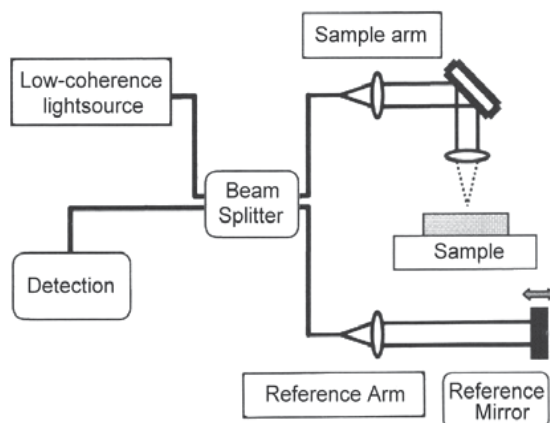 Sample arm
Low-coherence
lightsource
Beam
Splitter
Sample
Detection
Reference Arm
Reference
Mirror